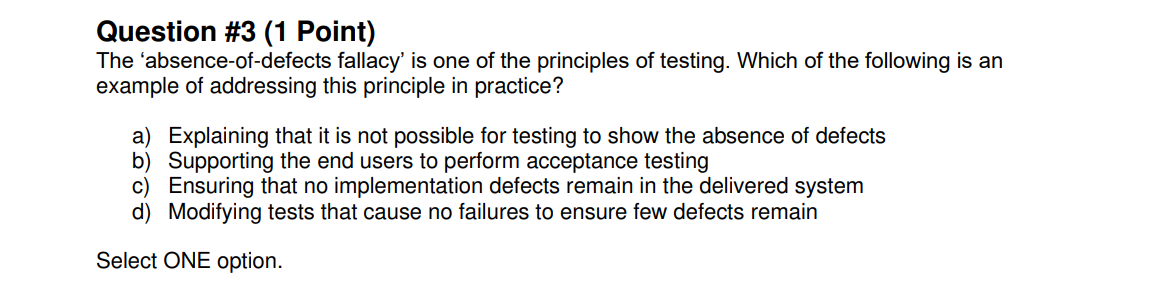 Question #3 (1 Point)
The ‘absence-of-defects fallacy’ is one of the principles of testing. Which of the following is an
example of addressing this principle in practice?
a) Explaining that it is not possible for testing to show the absence of defects
b) Supporting the end users to perform acceptance testing
c) Ensuring that no implementation defects remain in the delivered system
d) Modifying tests that cause no failures to ensure few defects remain
Select ONE option.